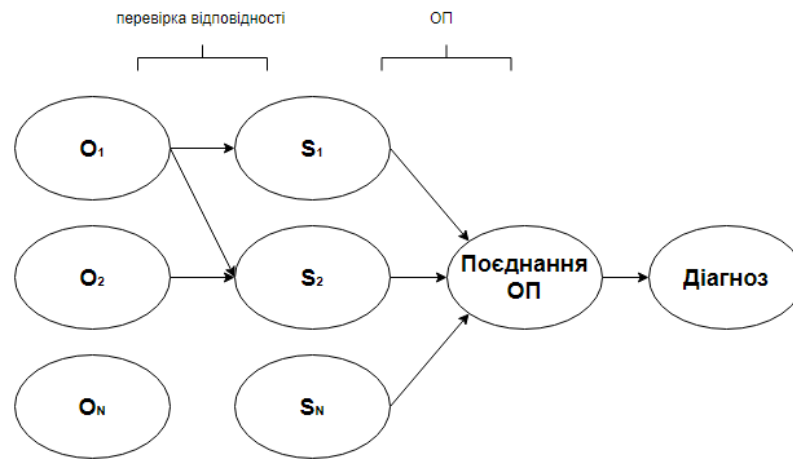 перевірка відповідності
ОП
O₁
S₁
O₂
S₂
Поєднання
ОП
Діагноз
Oɴ
Sɴ